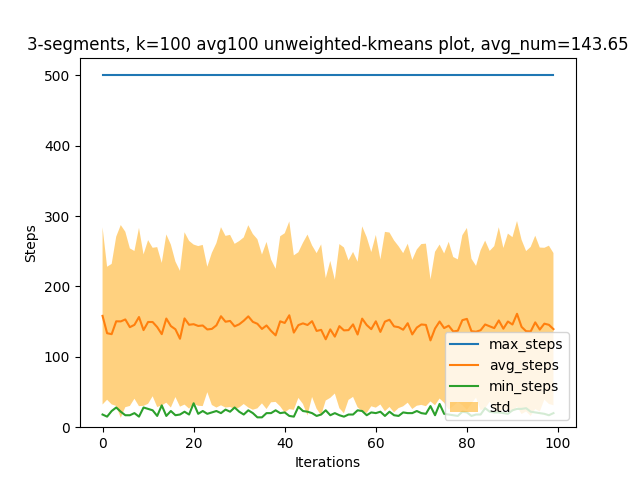 3-segments, k=100 avg100 unweighted-kmeans plot, avg_num=143.65
500
400
300
200
100
0
Steps
max_steps
avg_steps
min_steps
std
0 20 40 60 80 100
Iterations